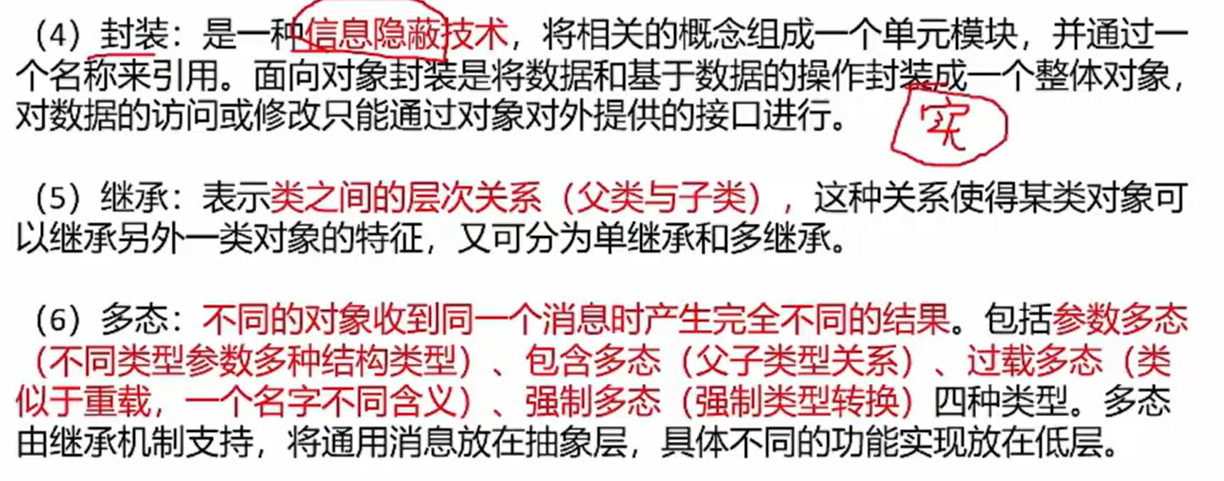 （4）封装：是一种信息隐蔽技术，将相关的概念组成一个单元模块，并通过一
个名称来引用。面向对象封装是将数据和基于数据的操作封装成一个整体对象，
对数据的访问或修改只能通过对象对外提供的接口进行。
（5）继承：表示类之间的层次关系（父类与子类），这种关系使得某类对象可
以继承另外一类对象的特征，又可分为单继承和多继承。
（6）多态：不同的对象收到同一个消息时产生完全不同的结果。包括参数多态
（不同类型参数多种结构类型）、包含多态（父子类型关系）、过载多态（类
似于重载，一个名字不同含义）、强制多态（强制类型转换）四种类型。多态
由继承机制支持，将通用消息放在抽象层，具体不同的功能实现放在低层。